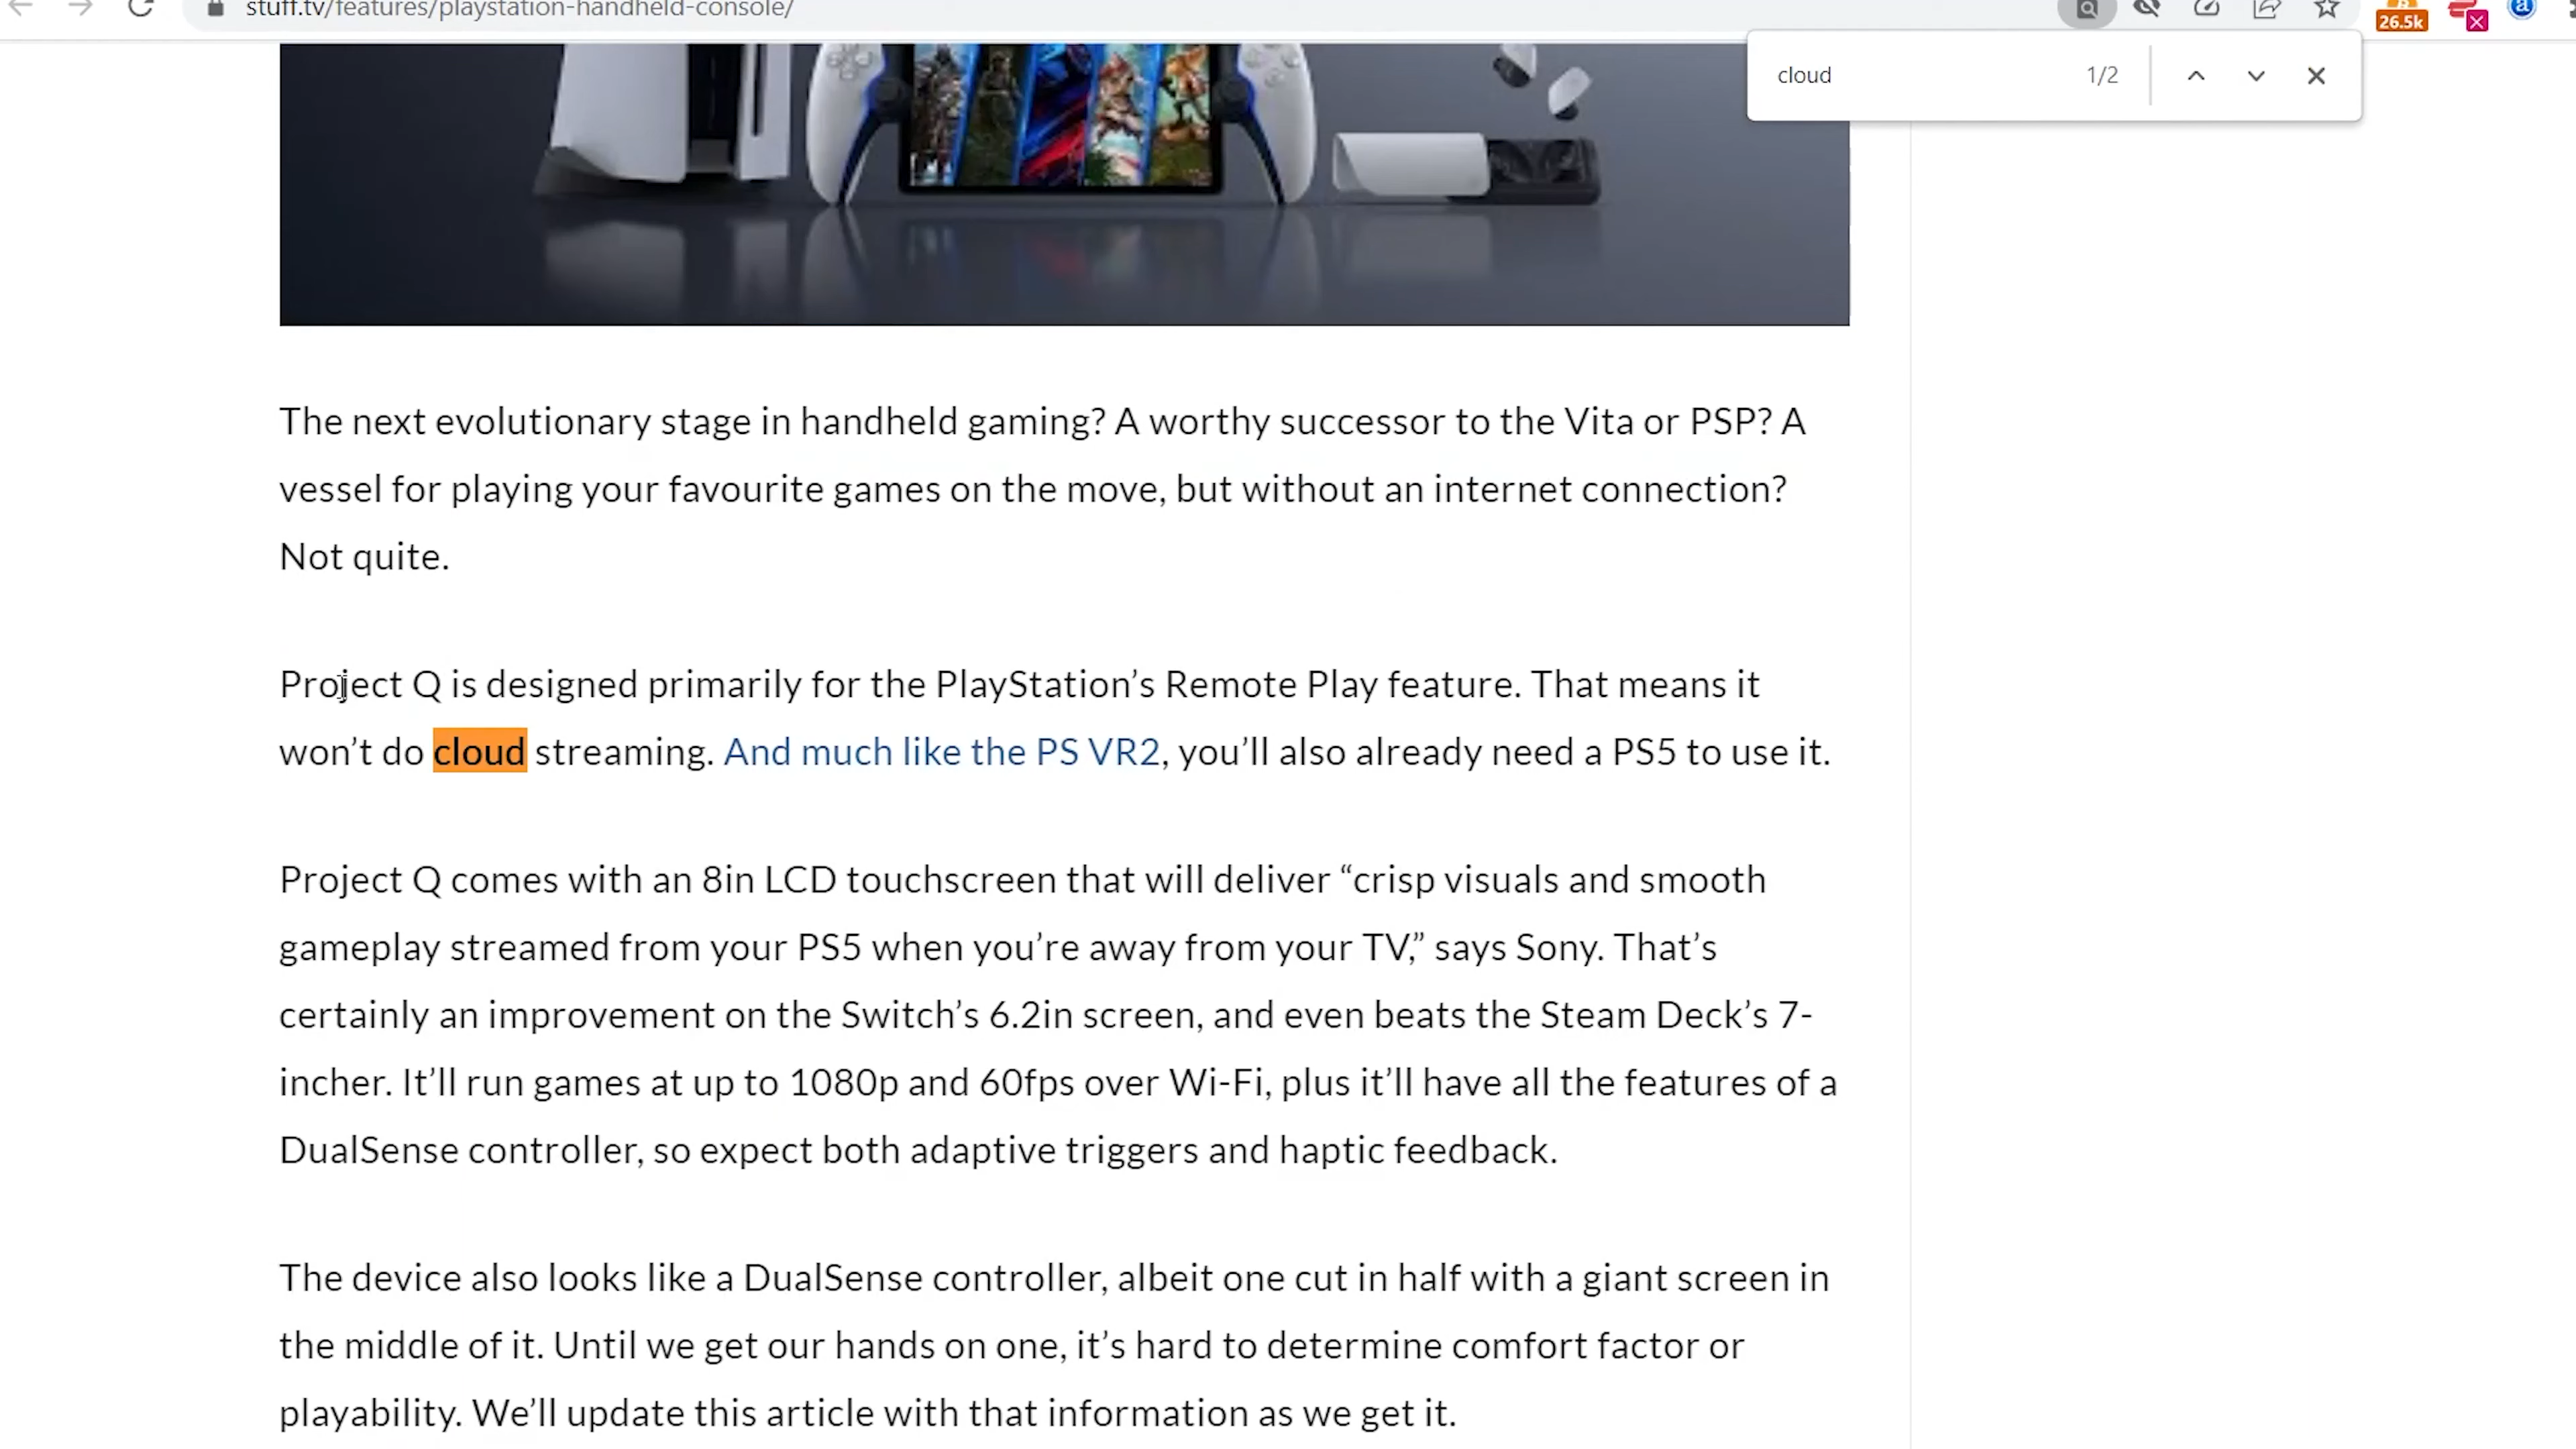 stuff.tv/features/playstation-handheld-console/
26.5k
cloud 1/2
The next evolutionary stage in handheld gaming? A worthy successor to the Vita or PSP? A
vessel for playing your favourite games on the move, but without an internet connection?
Not quite.
Project Q is designed primarily for the PlayStation’s Remote Play feature. That means it
won’t do cloud streaming. And much like the PS VR2, you’ll also already need a PS5 to use it.
Project Q comes with an 8in LCD touchscreen that will deliver “crisp visuals and smooth
gameplay streamed from your PS5 when you’re away from your TV,” says Sony. That’s
certainly an improvement on the Switch’s 6.2in screen, and even beats the Steam Deck’s 7-
incher. It’ll run games at up to 1080p and 60fps over Wi-Fi, plus it’ll have all the features of a
DualSense controller, so expect both adaptive triggers and haptic feedback.
The device also looks like a DualSense controller, albeit one cut in half with a giant screen in
the middle of it. Until we get our hands on one, it’s hard to determine comfort factor or
playability. We’ll update this article with that information as we get it.